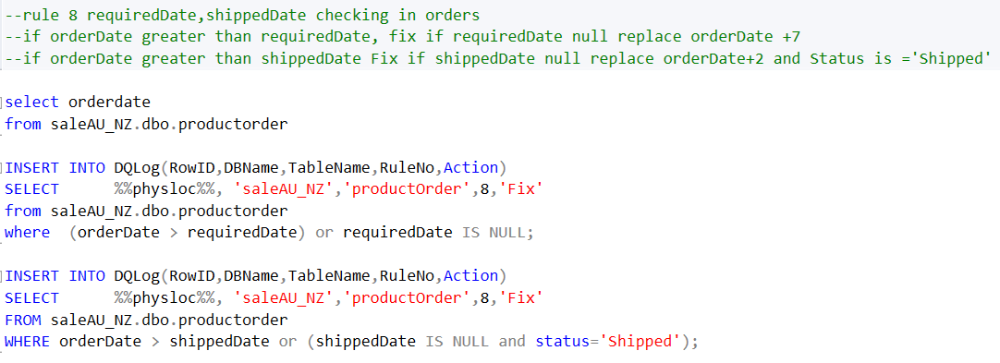 --rule 8 requiredDate,shippedDate checking in orders
--if orderDate greater than requiredDate, fix if requiredDate null replace orderDate +7
--if orderDate greater than shippedDate Fix if shippedDate null replace orderDate+2 and Status is ='Shipped'
select orderdate
from saleAU_NZ.dbo.productorder
INSERT INTO DQLog(RowID,DBName,TableName,RuleNo,Action)
SELECT      %%physloc%%, 'saleAU_NZ','productOrder',8,'Fix'
from saleAU_NZ.dbo.productorder
where  (orderDate > requiredDate) or requiredDate IS NULL;
INSERT INTO DQLog(RowID,DBName,TableName,RuleNo,Action)
SELECT      %%physloc%%, 'saleAU_NZ','productOrder',8,'Fix'
FROM saleAU_NZ.dbo.productorder
WHERE orderDate > shippedDate or (shippedDate IS NULL and status='Shipped');